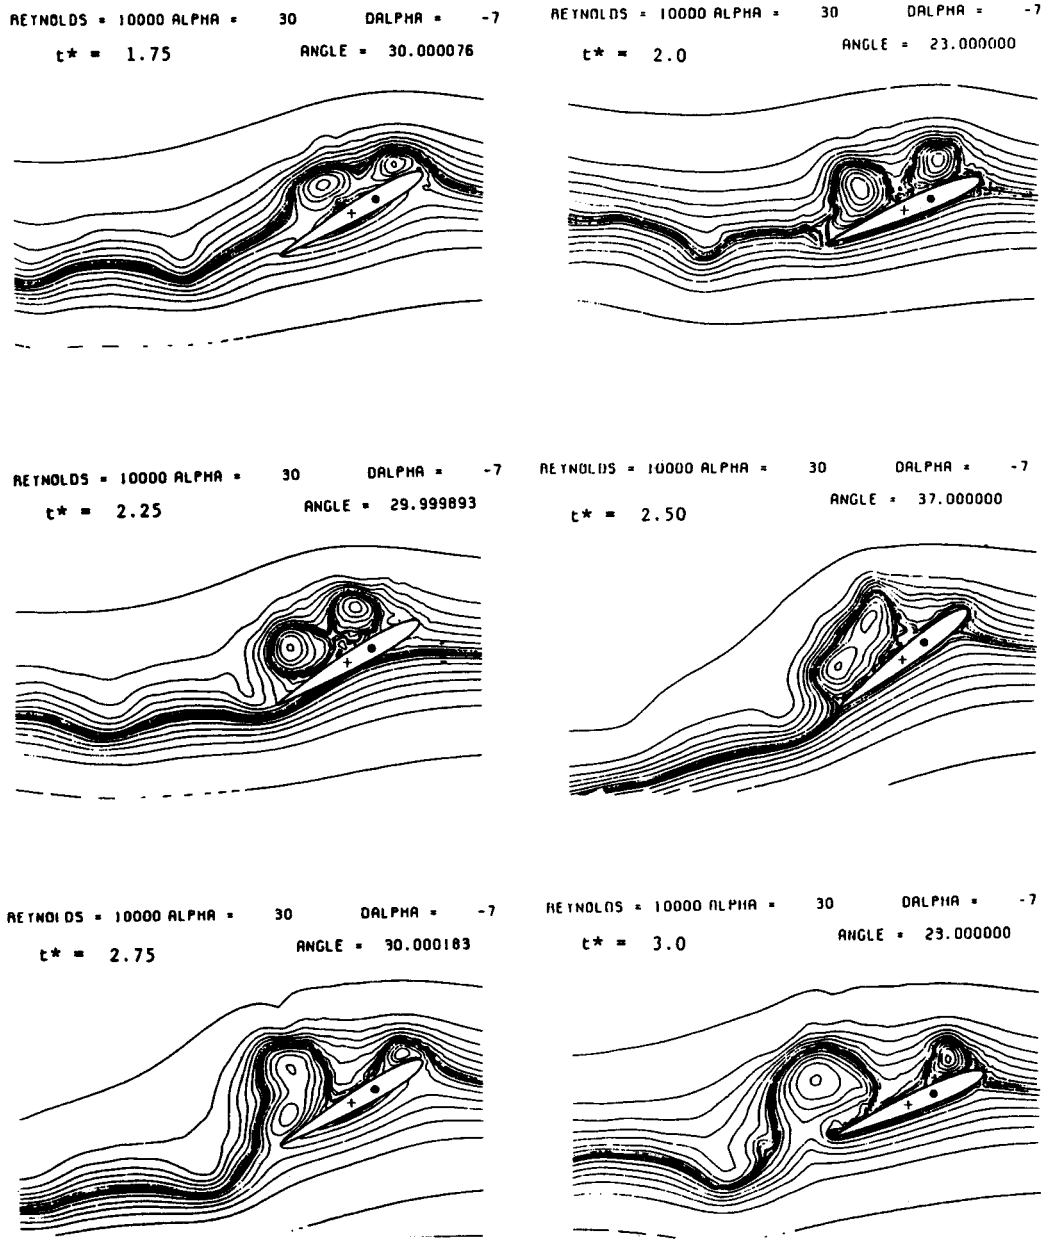 REYNOLDS = 10000 ALPHA = 30 DALPHA = -7
t* = 1.75 ANGLE = 30.000076
REYNOLDS = 10000 ALPHA = 30 DALPHA = -7
t* = 2.0 ANGLE = 23.000000
REYNOLDS = 10000 ALPHA = 30 DALPHA = -7
t* = 2.25 ANGLE = 29.999893
REYNOLDS = 10000 ALPHA = 30 DALPHA = -7
t* = 2.50 ANGLE = 37.000000
REYNOLDS = 10000 ALPHA = 30 DALPHA = -7
t* = 2.75 ANGLE = 30.000183
REYNOLDS = 10000 ALPHA = 30 DALPHA = -7
t* = 3.0 ANGLE = 23.000000